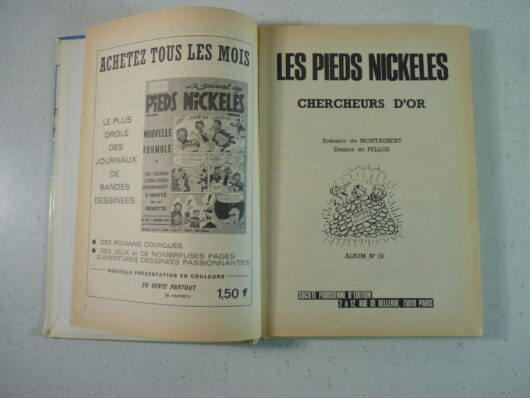 ACHETEZ TOUS LES MOIS
LE PLUS
DROLE
DES
JOURNAUX
DE
BANDES
DESSINEES
Le journal des
PIEDS NICKELES
NOUVELLE
FORMULE
UN GRAND
CONCOURS
PERMANENT
L'INVITÉ
DE LA
VEDETTE
● DES ROMANS COMIQUES
● DES JEUX et DE NOMBREUSES PAGES
D'AVENTURES DESSINEES PASSIONNANTES
NOUVELLE PRESENTATION EN COULEURS
EN VENTE PARTOUT
le numéro : 1,50 f
LES PIEDS NICKELES
CHERCHEURS D'OR
Scénario de MONTAUBERT
Dessins de PELLOS
ALBUM N° 19
SOCIETE PARISIENNE D'EDITION
2 à 12, RUE DE BELLEVUE, 75019 PARIS